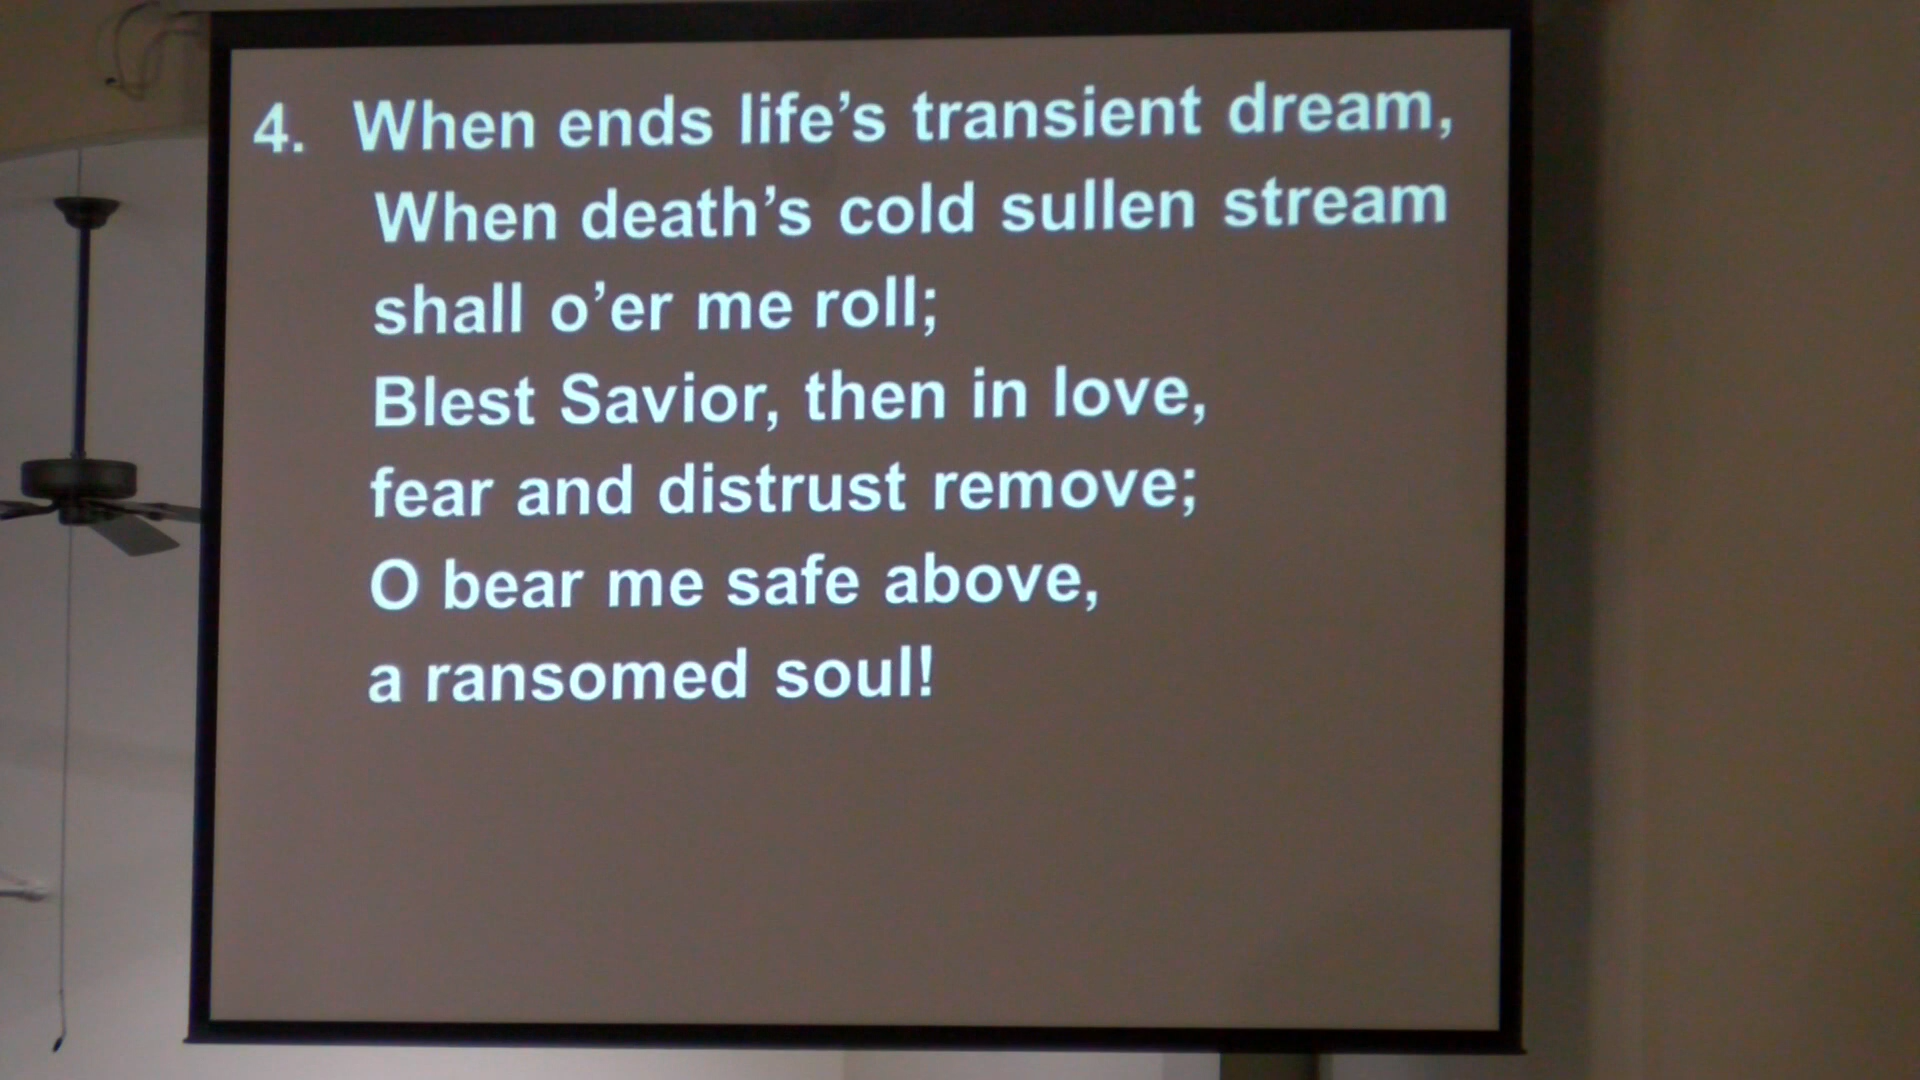 4. When ends life’s transient dream,
When death’s cold sullen stream
shall o’er me roll;
Blest Savior, then in love,
fear and distrust remove;
O bear me safe above,
a ransomed soul!